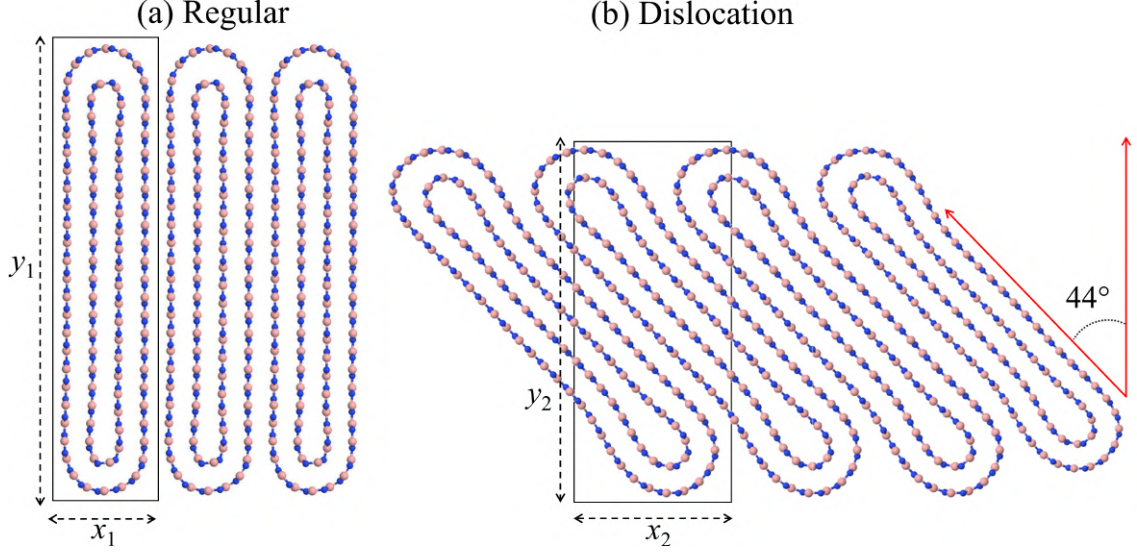 (a) Regular
(b) Dislocation
y₁
x₁
y₂
x₂
44°